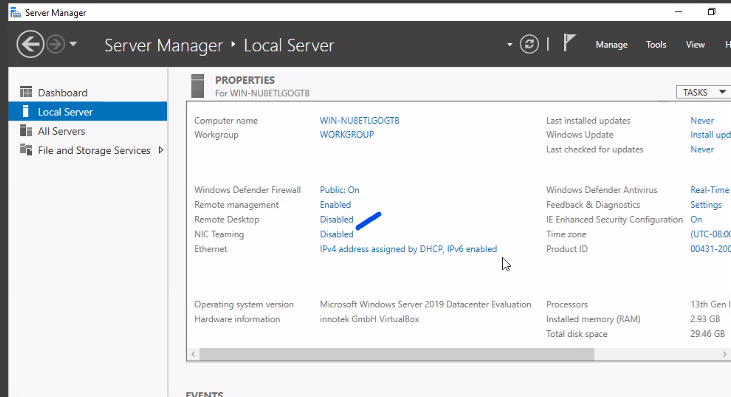 Server Manager
Server Manager ‣ Local Server
Manage Tools View H
Dashboard
Local Server
All Servers
File and Storage Services
PROPERTIES
For WIN-NU8ETLGOGTB
TASKS
Computer name WIN-NU8ETLGOGTB
Workgroup WORKGROUP
Last installed updates Never
Windows Update Install upd
Last checked for updates Never
Windows Defender Firewall Public: On
Remote management Enabled
Remote Desktop Disabled
NIC Teaming Disabled
Ethernet IPv4 address assigned by DHCP, IPv6 enabled
Windows Defender Antivirus Real-Time
Feedback & Diagnostics Settings
IE Enhanced Security Configuration On
Time zone (UTC-08:00
Product ID 00431-200
Operating system version Microsoft Windows Server 2019 Datacenter Evaluation
Hardware information innotek GmbH VirtualBox
Processors 13th Gen I
Installed memory (RAM) 2.93 GB
Total disk space 29.46 GB
EVENTS